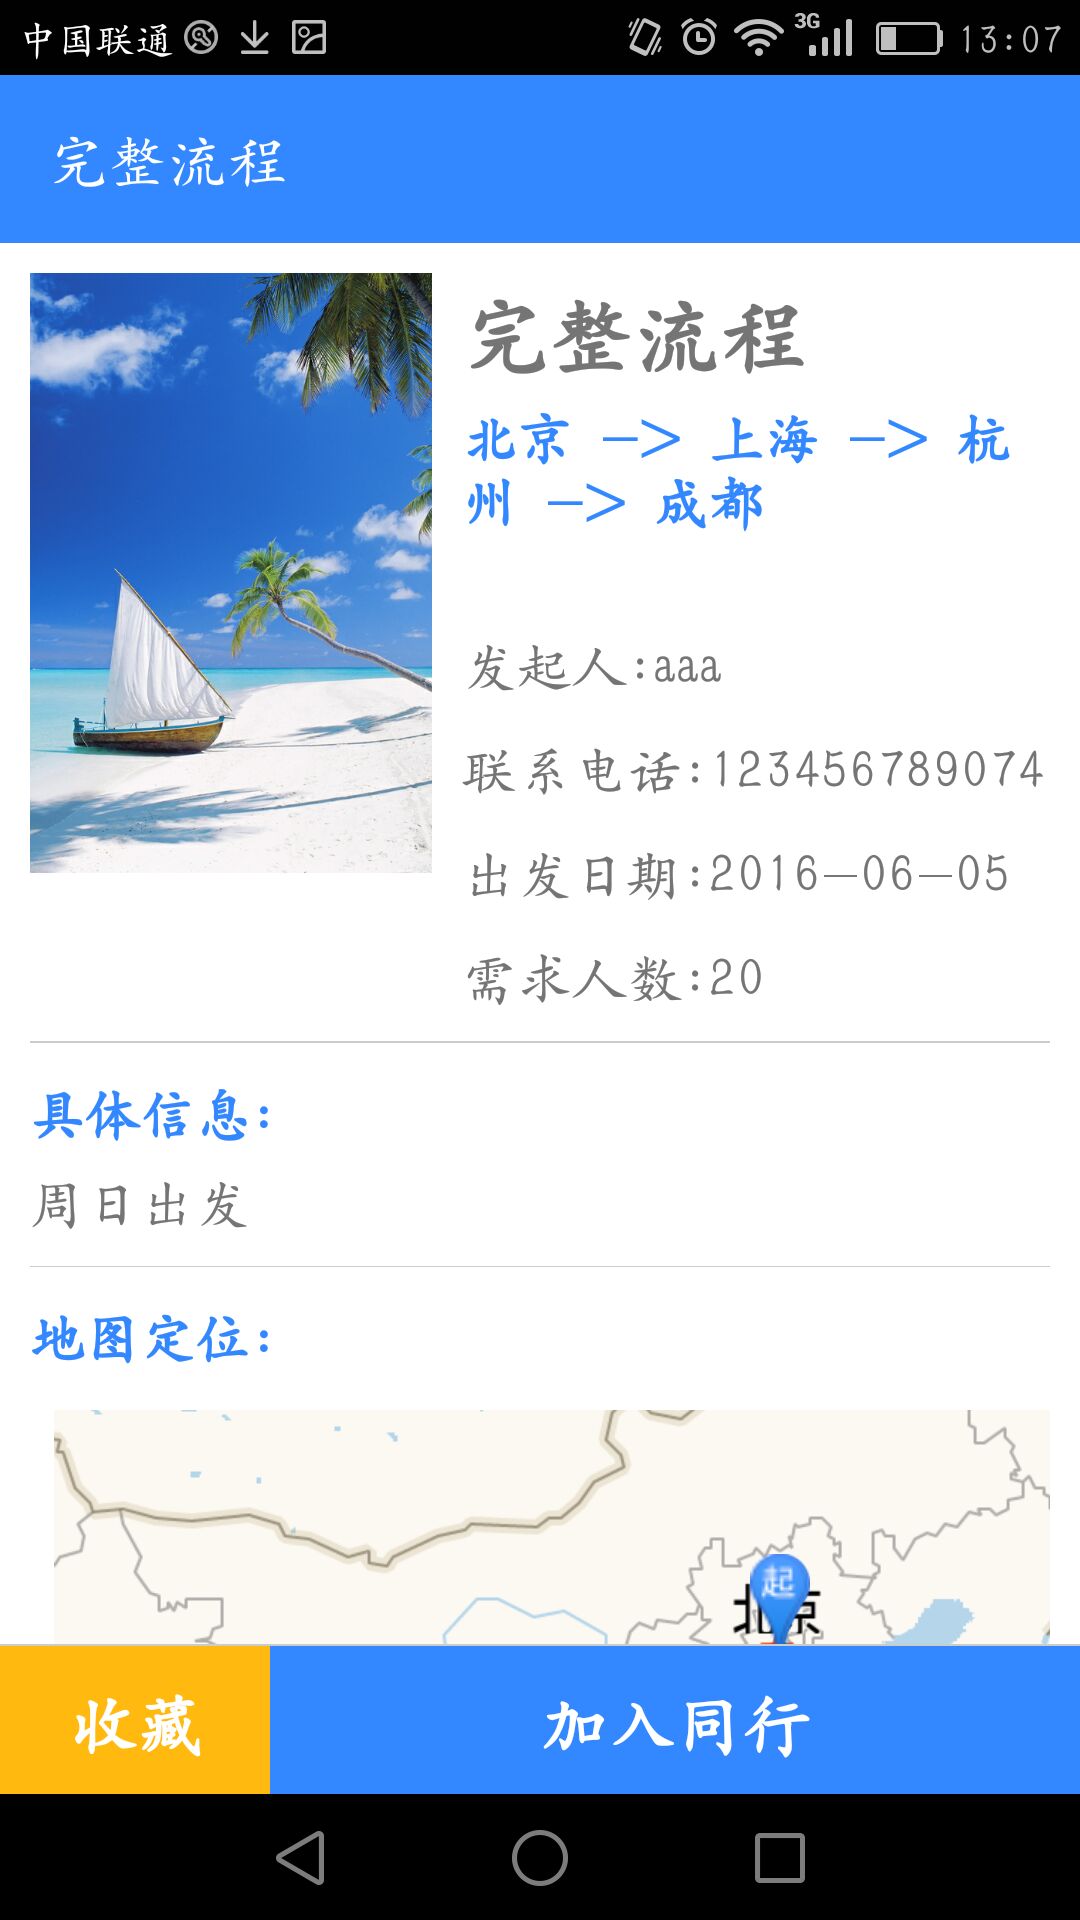 中国联通 3G 13:07
完整流程
完整流程
北京 -> 上海 -> 杭
州 -> 成都
发起人:aaa
联系电话:123456789074
出发日期:2016-06-05
需求人数:20
具体信息:
周日出发
地图定位:
起
北京
收藏 加入同行